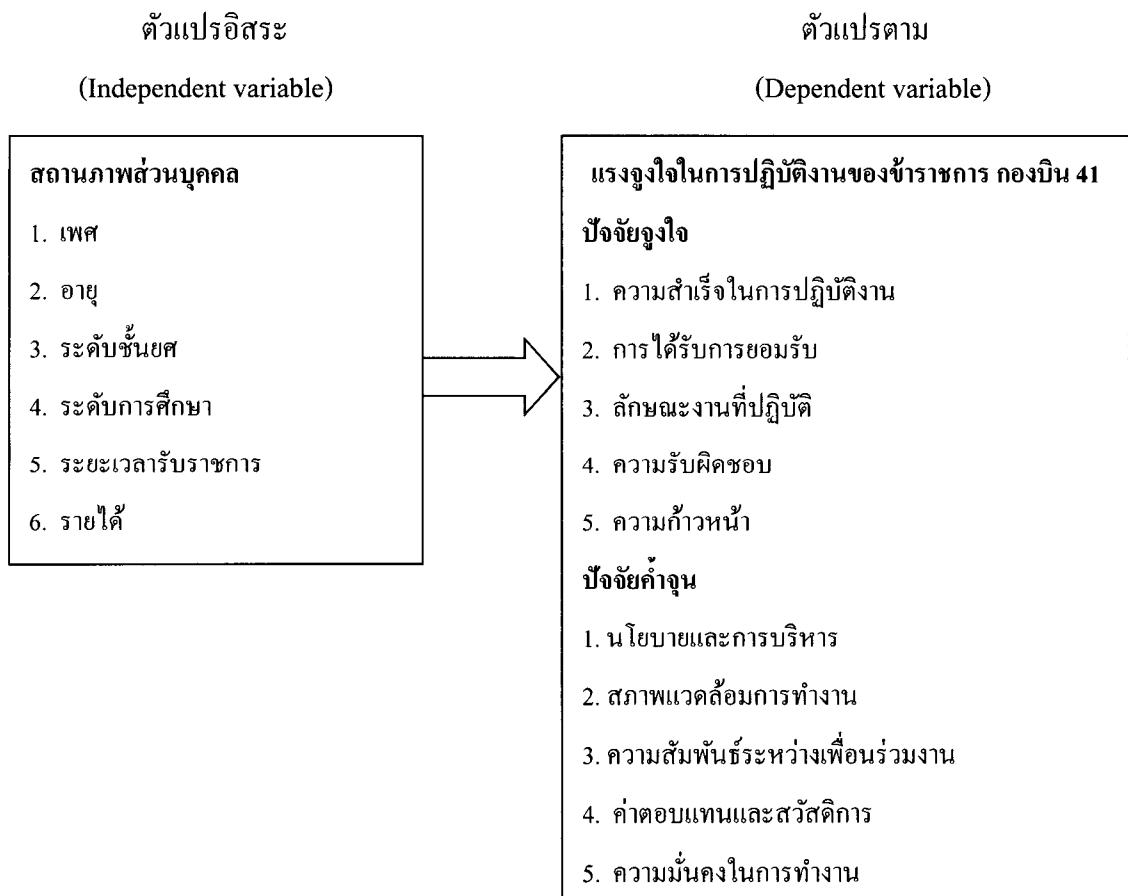 ตัวแปรอิสระ
(Independent variable)
สถานภาพส่วนบุคคล
1. เพศ
2. อายุ
3. ระดับชั้นยศ
4. ระดับการศึกษา
5. ระยะเวลารับราชการ
6. รายได้
ตัวแปรตาม
(Dependent variable)
แรงจูงใจในการปฏิบัติงานของข้าราชการ กองบิน 41
ปัจจัยจูงใจ
1. ความสำเร็จในการปฏิบัติงาน
2. การได้รับการยอมรับ
3. ลักษณะงานที่ปฏิบัติ
4. ความรับผิดชอบ
5. ความก้าวหน้า
ปัจจัยค้ำจุน
1. นโยบายและการบริหาร
2. สภาพแวดล้อมการทำงาน
3. ความสัมพันธ์ระหว่างเพื่อนร่วมงาน
4. ค่าตอบแทนและสวัสดิการ
5. ความมั่นคงในการทำงาน